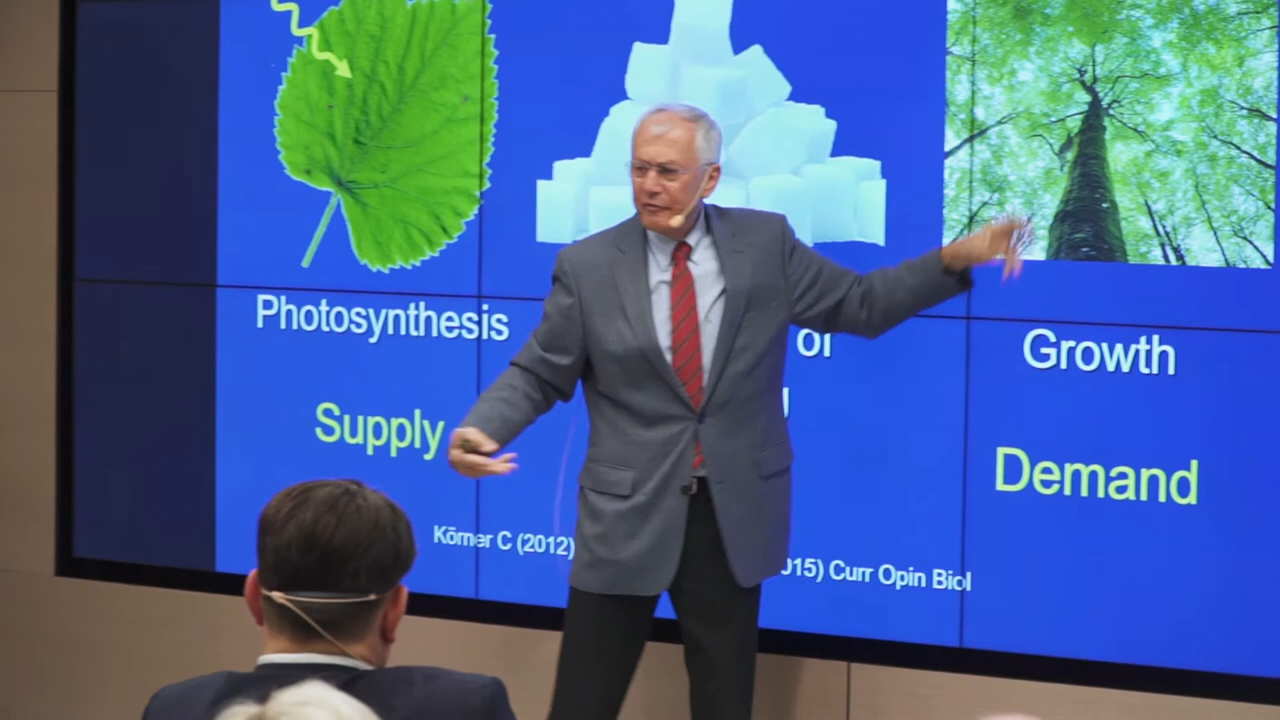 Photosynthesis
of
Growth
Supply
Demand
Körner C (2012)
015) Curr Opin Biol